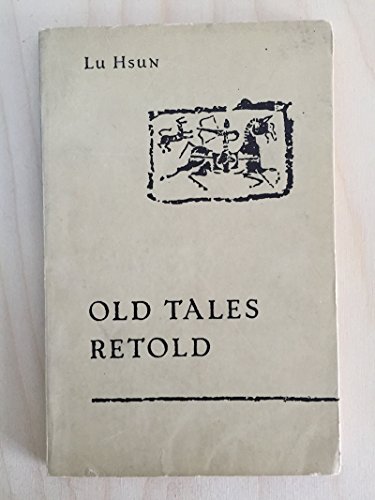 Lu Hsun
OLD TALES
RETOLD